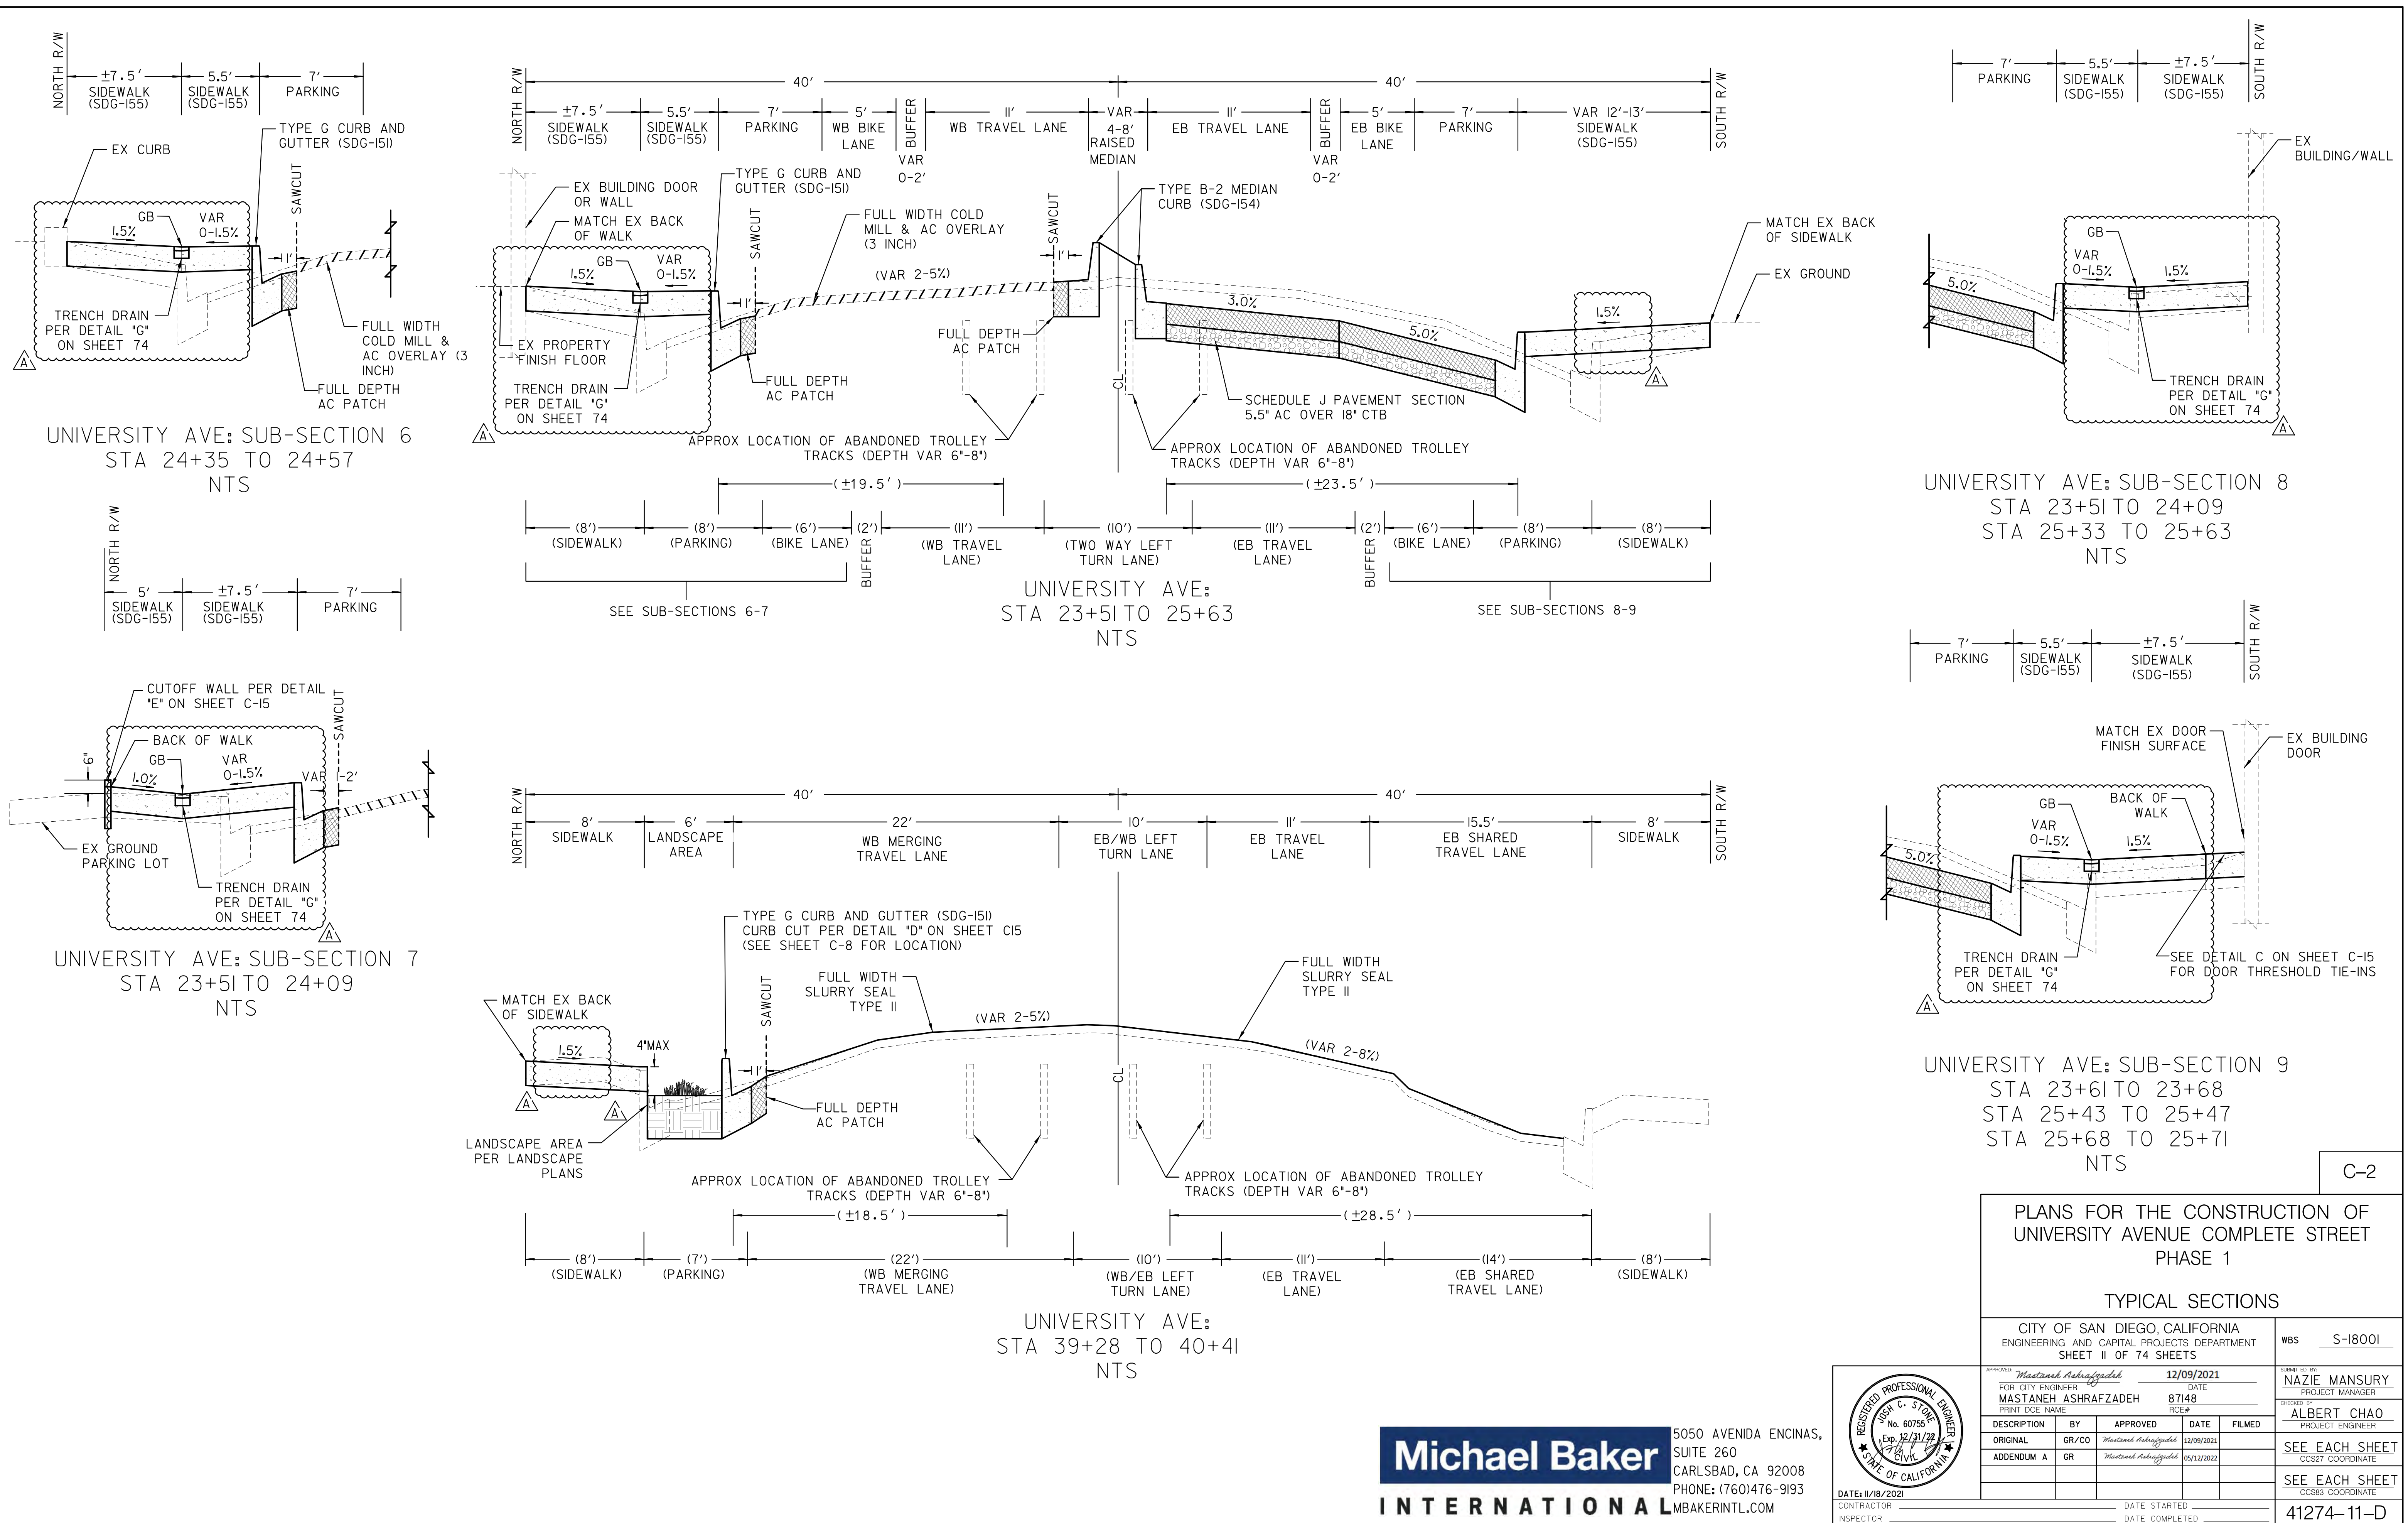 NORTH R/W
±7.5'
5.5'
7'
SIDEWALK
(SDG-155)
SIDEWALK
(SDG-155)
PARKING
EX CURB
TYPE G CURB AND
GUTTER (SDG-151)
SAWCUT
GB
VAR
0-1.5%
1.5%
1'
TRENCH DRAIN
PER DETAIL "G"
ON SHEET 74
FULL WIDTH
COLD MILL &
AC OVERLAY (3
INCH)
FULL DEPTH
AC PATCH
A
UNIVERSITY AVE: SUB-SECTION 6
STA 24+35 TO 24+57
NTS
NORTH R/W
5'
±7.5'
7'
SIDEWALK
(SDG-155)
SIDEWALK
(SDG-155)
PARKING
CUTOFF WALL PER DETAIL
"E" ON SHEET C-15
BACK OF WALK
SAWCUT
6"
GB
VAR
0-1.5%
1.0%
VAR 1-2'
EX GROUND
PARKING LOT
TRENCH DRAIN
PER DETAIL "G"
ON SHEET 74
A
UNIVERSITY AVE: SUB-SECTION 7
STA 23+51 TO 24+09
NTS
NORTH R/W
40'
40'
SOUTH R/W
±7.5'
SIDEWALK
(SDG-155)
5.5'
SIDEWALK
(SDG-155)
7'
PARKING
5'
WB BIKE
LANE
BUFFER
VAR
0-2'
11'
WB TRAVEL LANE
VAR
4-8'
RAISED
MEDIAN
11'
EB TRAVEL LANE
BUFFER
VAR
0-2'
5'
EB BIKE
LANE
7'
PARKING
VAR 12'-13'
SIDEWALK
(SDG-155)
EX BUILDING DOOR
OR WALL
MATCH EX BACK
OF WALK
TYPE G CURB AND
GUTTER (SDG-151)
SAWCUT
FULL WIDTH COLD
MILL & AC OVERLAY
(3 INCH)
SAWCUT
TYPE B-2 MEDIAN
CURB (SDG-154)
MATCH EX BACK
OF SIDEWALK
EX GROUND
GB
VAR
0-1.5%
1.5%
1'
(VAR 2-5%)
1'
3.0%
5.0%
1.5%
FULL DEPTH
AC PATCH
EX PROPERTY
FINISH FLOOR
TRENCH DRAIN
PER DETAIL "G"
ON SHEET 74
FULL DEPTH
AC PATCH
CL
SCHEDULE J PAVEMENT SECTION
5.5" AC OVER 18" CTB
A
A
APPROX LOCATION OF ABANDONED TROLLEY
TRACKS (DEPTH VAR 6"-8")
APPROX LOCATION OF ABANDONED TROLLEY
TRACKS (DEPTH VAR 6"-8")
(±19.5')
(±23.5')
(8')
(SIDEWALK)
(8')
(PARKING)
(6')
(BIKE LANE)
(2')
BUFFER
(11')
(WB TRAVEL
LANE)
(10')
(TWO WAY LEFT
TURN LANE)
(11')
(EB TRAVEL
LANE)
(2')
BUFFER
(6')
(BIKE LANE)
(8')
(PARKING)
(8')
(SIDEWALK)
SEE SUB-SECTIONS 6-7
SEE SUB-SECTIONS 8-9
UNIVERSITY AVE:
STA 23+51 TO 25+63
NTS
NORTH R/W
40'
40'
SOUTH R/W
8'
SIDEWALK
6'
LANDSCAPE
AREA
22'
WB MERGING
TRAVEL LANE
10'
EB/WB LEFT
TURN LANE
11'
EB TRAVEL
LANE
15.5'
EB SHARED
TRAVEL LANE
8'
SIDEWALK
TYPE G CURB AND GUTTER (SDG-151)
CURB CUT PER DETAIL "D" ON SHEET C15
(SEE SHEET C-8 FOR LOCATION)
FULL WIDTH
SLURRY SEAL
TYPE II
FULL WIDTH
SLURRY SEAL
TYPE II
MATCH EX BACK
OF SIDEWALK
SAWCUT
1.5%
4"MAX
1'
(VAR 2-5%)
(VAR 2-8%)
CL
A
A
FULL DEPTH
AC PATCH
LANDSCAPE AREA
PER LANDSCAPE
PLANS
APPROX LOCATION OF ABANDONED TROLLEY
TRACKS (DEPTH VAR 6"-8")
APPROX LOCATION OF ABANDONED TROLLEY
TRACKS (DEPTH VAR 6"-8")
(±18.5')
(±28.5')
(8')
(SIDEWALK)
(7')
(PARKING)
(22')
(WB MERGING
TRAVEL LANE)
(10')
(WB/EB LEFT
TURN LANE)
(11')
(EB TRAVEL
LANE)
(14')
(EB SHARED
TRAVEL LANE)
(8')
(SIDEWALK)
UNIVERSITY AVE:
STA 39+28 TO 40+41
NTS
7'
PARKING
5.5'
SIDEWALK
(SDG-155)
±7.5'
SIDEWALK
(SDG-155)
SOUTH R/W
EX
BUILDING/WALL
GB
VAR
0-1.5%
1.5%
5.0%
TRENCH DRAIN
PER DETAIL "G"
ON SHEET 74
A
UNIVERSITY AVE: SUB-SECTION 8
STA 23+51 TO 24+09
STA 25+33 TO 25+63
NTS
7'
PARKING
5.5'
SIDEWALK
(SDG-155)
±7.5'
SIDEWALK
(SDG-155)
SOUTH R/W
MATCH EX DOOR
FINISH SURFACE
EX BUILDING
DOOR
GB
BACK OF
WALK
VAR
0-1.5%
1.5%
5.0%
TRENCH DRAIN
PER DETAIL "G"
ON SHEET 74
SEE DETAIL C ON SHEET C-15
FOR DOOR THRESHOLD TIE-INS
A
UNIVERSITY AVE: SUB-SECTION 9
STA 23+61 TO 23+68
STA 25+43 TO 25+47
STA 25+68 TO 25+71
NTS
C-2
PLANS FOR THE CONSTRUCTION OF
UNIVERSITY AVENUE COMPLETE STREET
PHASE 1
TYPICAL SECTIONS
CITY OF SAN DIEGO, CALIFORNIA
ENGINEERING AND CAPITAL PROJECTS DEPARTMENT
SHEET 11 OF 74 SHEETS
WBS S-18001
APPROVED:
Mastaneh Ashrafzadeh 12/09/2021
FOR CITY ENGINEER DATE
MASTANEH ASHRAFZADEH 87148
PRINT DCE NAME RCE#
SUBMITTED BY:
NAZIE MANSURY
PROJECT MANAGER
CHECKED BY:
ALBERT CHAO
PROJECT ENGINEER
DESCRIPTION BY APPROVED DATE FILMED
ORIGINAL GR/CO Mastaneh Ashrafzadeh 12/09/2021
ADDENDUM A GR Mastaneh Ashrafzadeh 05/12/2022
SEE EACH SHEET
CCS27 COORDINATE
SEE EACH SHEET
CCS83 COORDINATE
CONTRACTOR DATE STARTED
INSPECTOR DATE COMPLETED
41274-11-D
REGISTERED PROFESSIONAL ENGINEER
JOSH C. STONE
No. 60755
Exp. 12/31/22
CIVIL
STATE OF CALIFORNIA
DATE: 11/18/2021
Michael Baker
INTERNATIONAL
5050 AVENIDA ENCINAS,
SUITE 260
CARLSBAD, CA 92008
PHONE: (760)476-9193
MBAKERINTL.COM